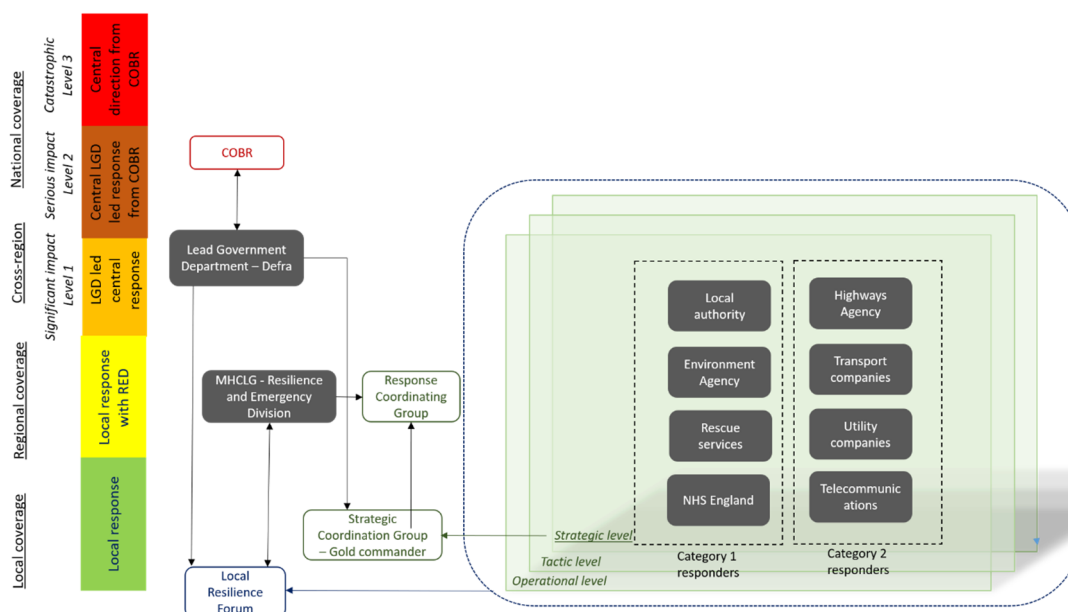 National coverage
Cross-region
Regional coverage
Local coverage
Catastrophic
Level 3
Serious impact
Level 2
Significant impact
Level 1
Central
direction from
COBR
Central LGD
led response
from COBR
LGD led
central
response
Local response
with RED
Local response
COBR
Lead Government
Department – Defra
MHCLG - Resilience
and Emergency
Division
Response
Coordinating
Group
Strategic
Coordination Group
– Gold commander
Local
Resilience
Forum
Local
authority
Environment
Agency
Rescue
services
NHS England
Category 1
responders
Highways
Agency
Transport
companies
Utility
companies
Telecommunic
ations
Category 2
responders
Strategic level
Tactic level
Operational level